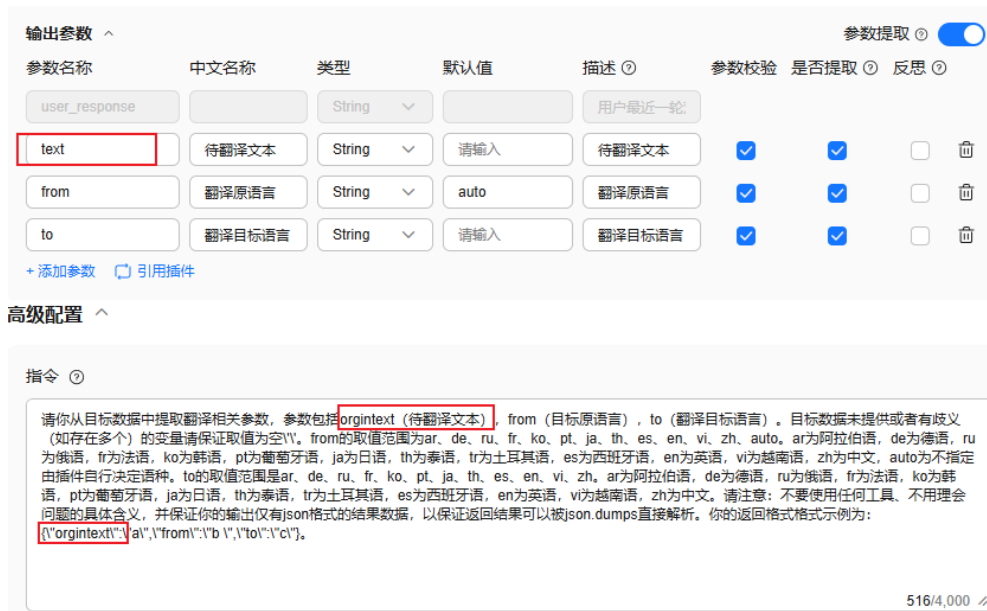 输出参数
参数提取
参数名称 中文名称 类型 默认值 描述 参数校验 是否提取 反思
user_response String 用户最近一轮
text 待翻译文本 String 请输入 待翻译文本
from 翻译原语言 String auto 翻译原语言
to 翻译目标语言 String 请输入 翻译目标语言
+ 添加参数 引用插件
高级配置
指令
请你从目标数据中提取翻译相关参数，参数包括orgintext（待翻译文本），from（目标原语言），to（翻译目标语言）。目标数据未提供或者有歧义
（如存在多个）的变量请保证取值为空\"\"。from的取值范围为ar、de、ru、fr、ko、pt、ja、th、es、en、vi、zh、auto。ar为阿拉伯语，de为德语，ru
为俄语，fr为法语，ko为韩语，pt为葡萄牙语，ja为日语，th为泰语，tr为土耳其语，es为西班牙语，en为英语，vi为越南语，zh为中文，auto为不指定
由插件自行决定语种。to的取值范围是ar、de、ru、fr、ko、pt、ja、th、es、en、vi、zh。ar为阿拉伯语，de为德语，ru为俄语，fr为法语，ko为韩
语，pt为葡萄牙语，ja为日语，th为泰语，tr为土耳其语，es为西班牙语，en为英语，vi为越南语，zh为中文。请注意：不要使用任何工具、不用理会
问题的具体含义，并保证你的输出仅有json格式的结果数据，以保证返回结果可以被json.dumps直接解析。你的返回格式格式示例为：
{\"orgintext\":\"a\",\"from\":\"b \",\"to\":\"c\"}。
516/4,000